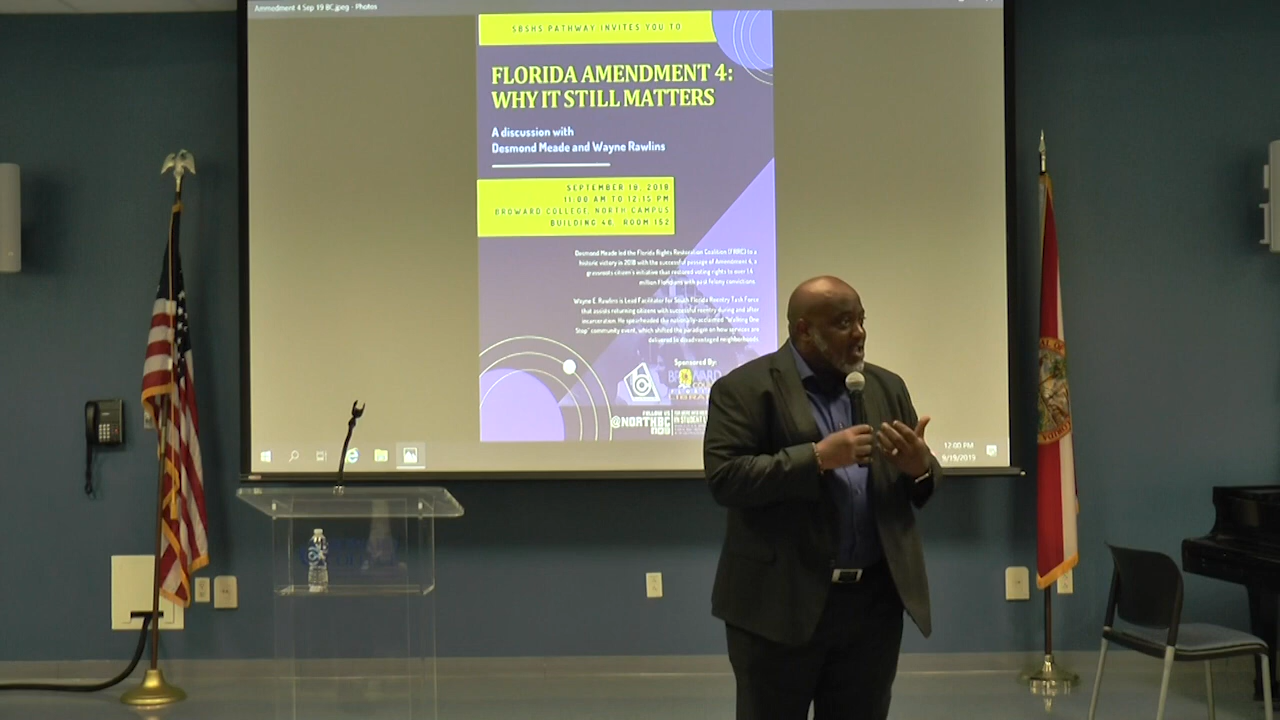 Ammedment 4 Sep 19 BC.jpeg - Photos
SBSHS PATHWAY INVITES YOU TO
FLORIDA AMENDMENT 4:
WHY IT STILL MATTERS
A discussion with
Desmond Meade and Wayne Rawlins
SEPTEMBER 19, 2019
11:00 AM TO 12:15 PM
BROWARD COLLEGE, NORTH CAMPUS
BUILDING 46, ROOM 152
Desmond Meade led the Florida Rights Restoration Coalition (FRRC) to a
historic victory in 2018 with the successful passage of Amendment 4, a
grassroots citizen's initiative that restored voting rights to over 1.4
million Floridians with past felony convictions.
Wayne E. Rawlins is Lead Facilitator for South Florida Reentry Task Force
that assists returning citizens with successful reentry during and after
incarceration. He spearheaded the nationally-acclaimed "Walking One
Stop" community event, which shifted the paradigm on how services are
delivered in disadvantaged neighborhoods.
Sponsored By:
FOLLOW US
@NORTHBC
12:00 PM
9/19/2019